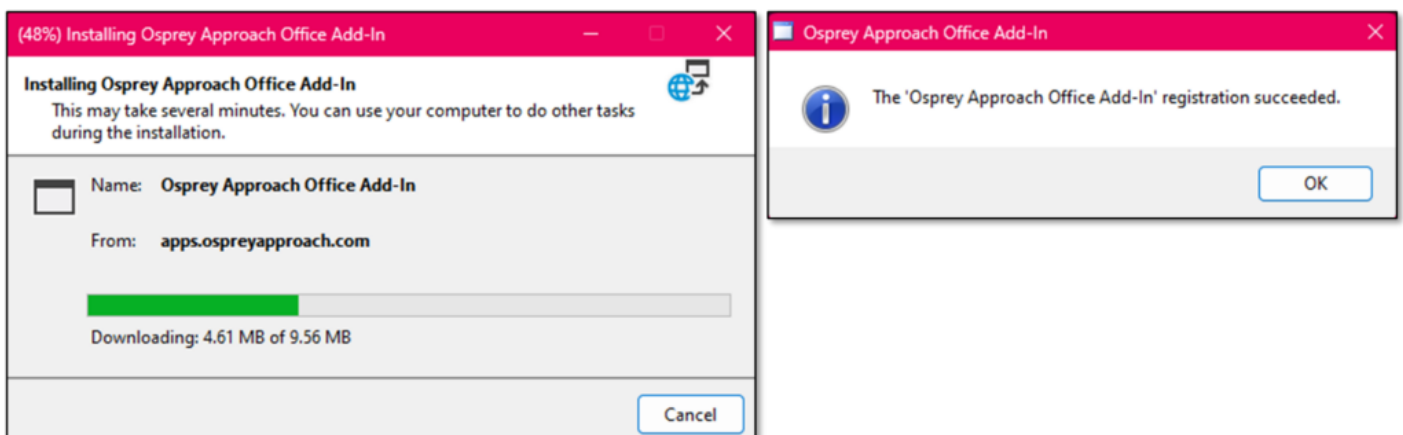 (48%) Installing Osprey Approach Office Add-In
Installing Osprey Approach Office Add-In
This may take several minutes. You can use your computer to do other tasks
during the installation.
Name: Osprey Approach Office Add-In
From: apps.ospreyapproach.com
Downloading: 4.61 MB of 9.56 MB
Cancel
Osprey Approach Office Add-In
The 'Osprey Approach Office Add-In' registration succeeded.
OK